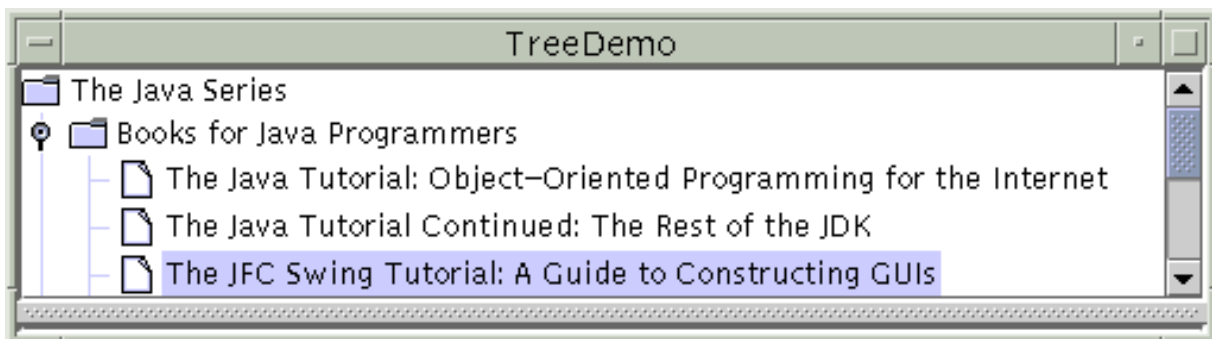 TreeDemo
The Java Series
Books for Java Programmers
The Java Tutorial: Object-Oriented Programming for the Internet
The Java Tutorial Continued: The Rest of the JDK
The JFC Swing Tutorial: A Guide to Constructing GUIs